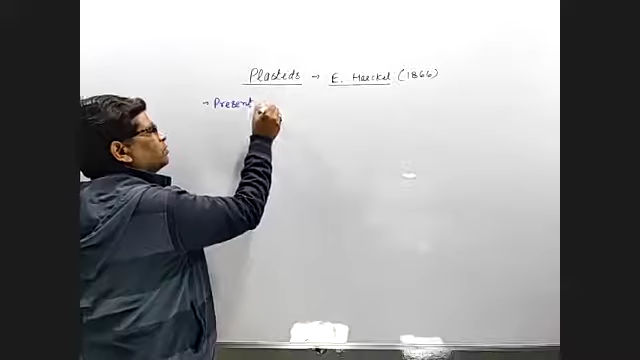 Plastids → E. Haeckel (1866)
→ Present